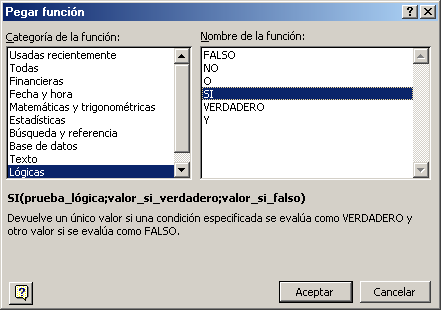 Pegar función
Categoría de la función:
Usadas recientemente
Todas
Financieras
Fecha y hora
Matemáticas y trigonométricas
Estadísticas
Búsqueda y referencia
Base de datos
Texto
Lógicas
Nombre de la función:
FALSO
NO
O
SI
VERDADERO
Y
SI(prueba_lógica;valor_si_verdadero;valor_si_falso)
Devuelve un único valor si una condición especificada se evalúa como VERDADERO y
otro valor si se evalúa como FALSO.
Aceptar
Cancelar